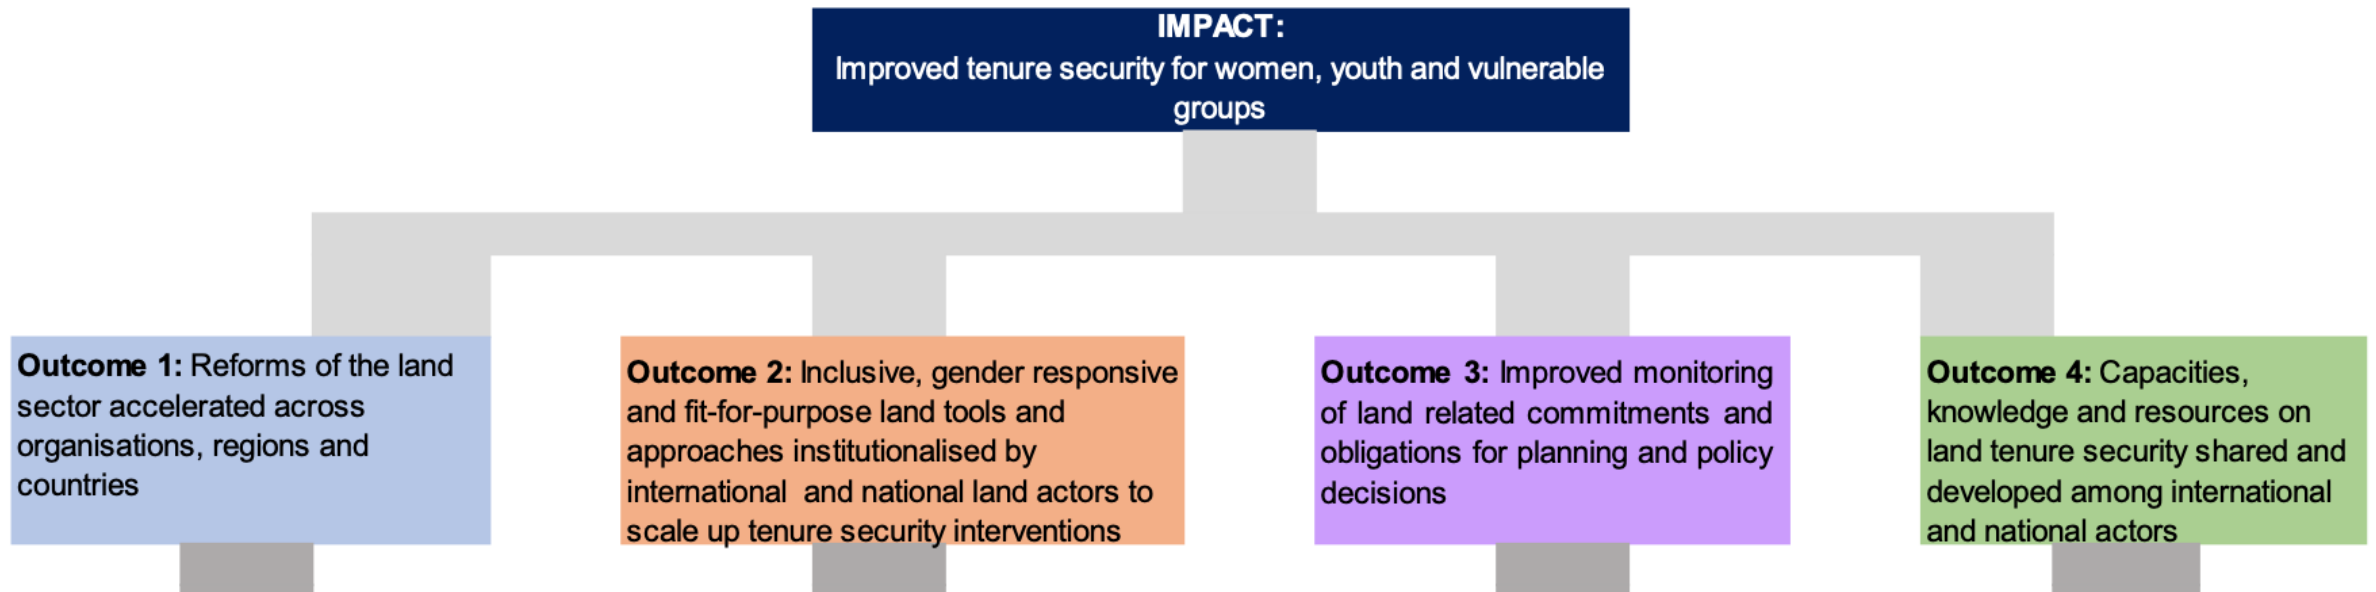 IMPACT:
Improved tenure security for women, youth and vulnerable
groups
Outcome 1: Reforms of the land
sector accelerated across
organisations, regions and
countries
Outcome 2: Inclusive, gender responsive
and fit-for-purpose land tools and
approaches institutionalised by
international and national land actors to
scale up tenure security interventions
Outcome 3: Improved monitoring
of land related commitments and
obligations for planning and policy
decisions
Outcome 4: Capacities,
knowledge and resources on
land tenure security shared and
developed among international
and national actors